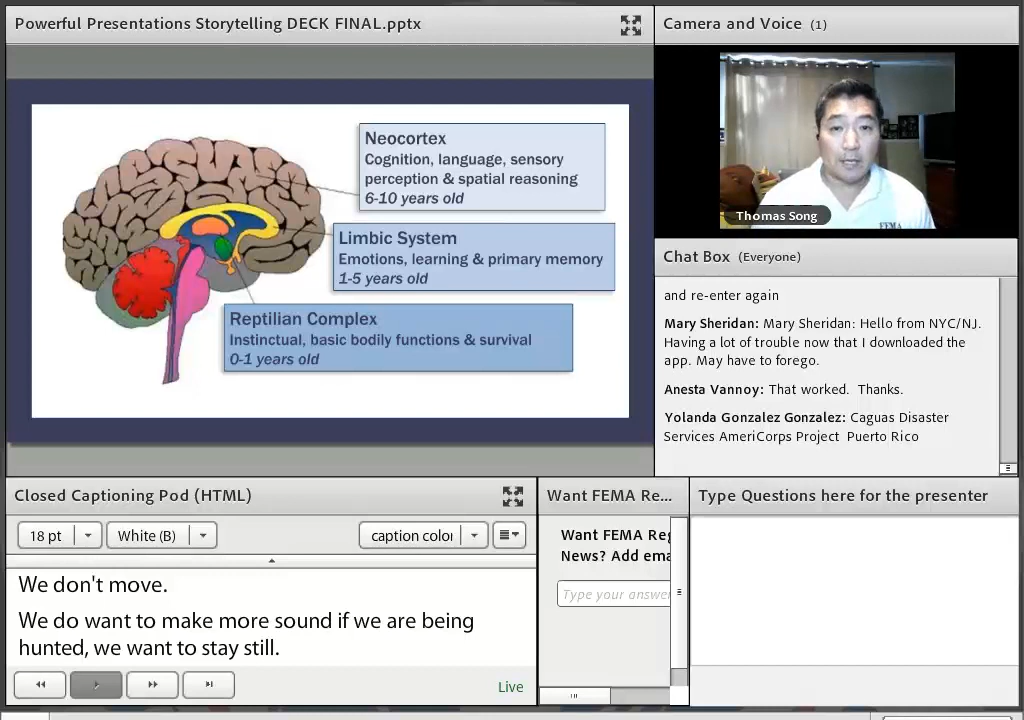 Powerful Presentations Storytelling DECK FINAL.pptx
Neocortex
Cognition, language, sensory
perception & spatial reasoning
6-10 years old
Limbic System
Emotions, learning & primary memory
1-5 years old
Reptilian Complex
Instinctual, basic bodily functions & survival
0-1 years old
Camera and Voice (1)
Thomas Song
FEMA
Chat Box (Everyone)
and re-enter again
Mary Sheridan: Mary Sheridan: Hello from NYC/NJ.
Having a lot of trouble now that I downloaded the
app. May have to forego.
Anesta Vannoy: That worked. Thanks.
Yolanda Gonzalez Gonzalez: Caguas Disaster
Services AmeriCorps Project Puerto Rico
Closed Captioning Pod (HTML)
18 pt
White (B)
caption color
We don't move.
We do want to make more sound if we are being
hunted, we want to stay still.
Live
Want FEMA Re...
Want FEMA Reg
News? Add ema
Type your answer
Type Questions here for the presenter